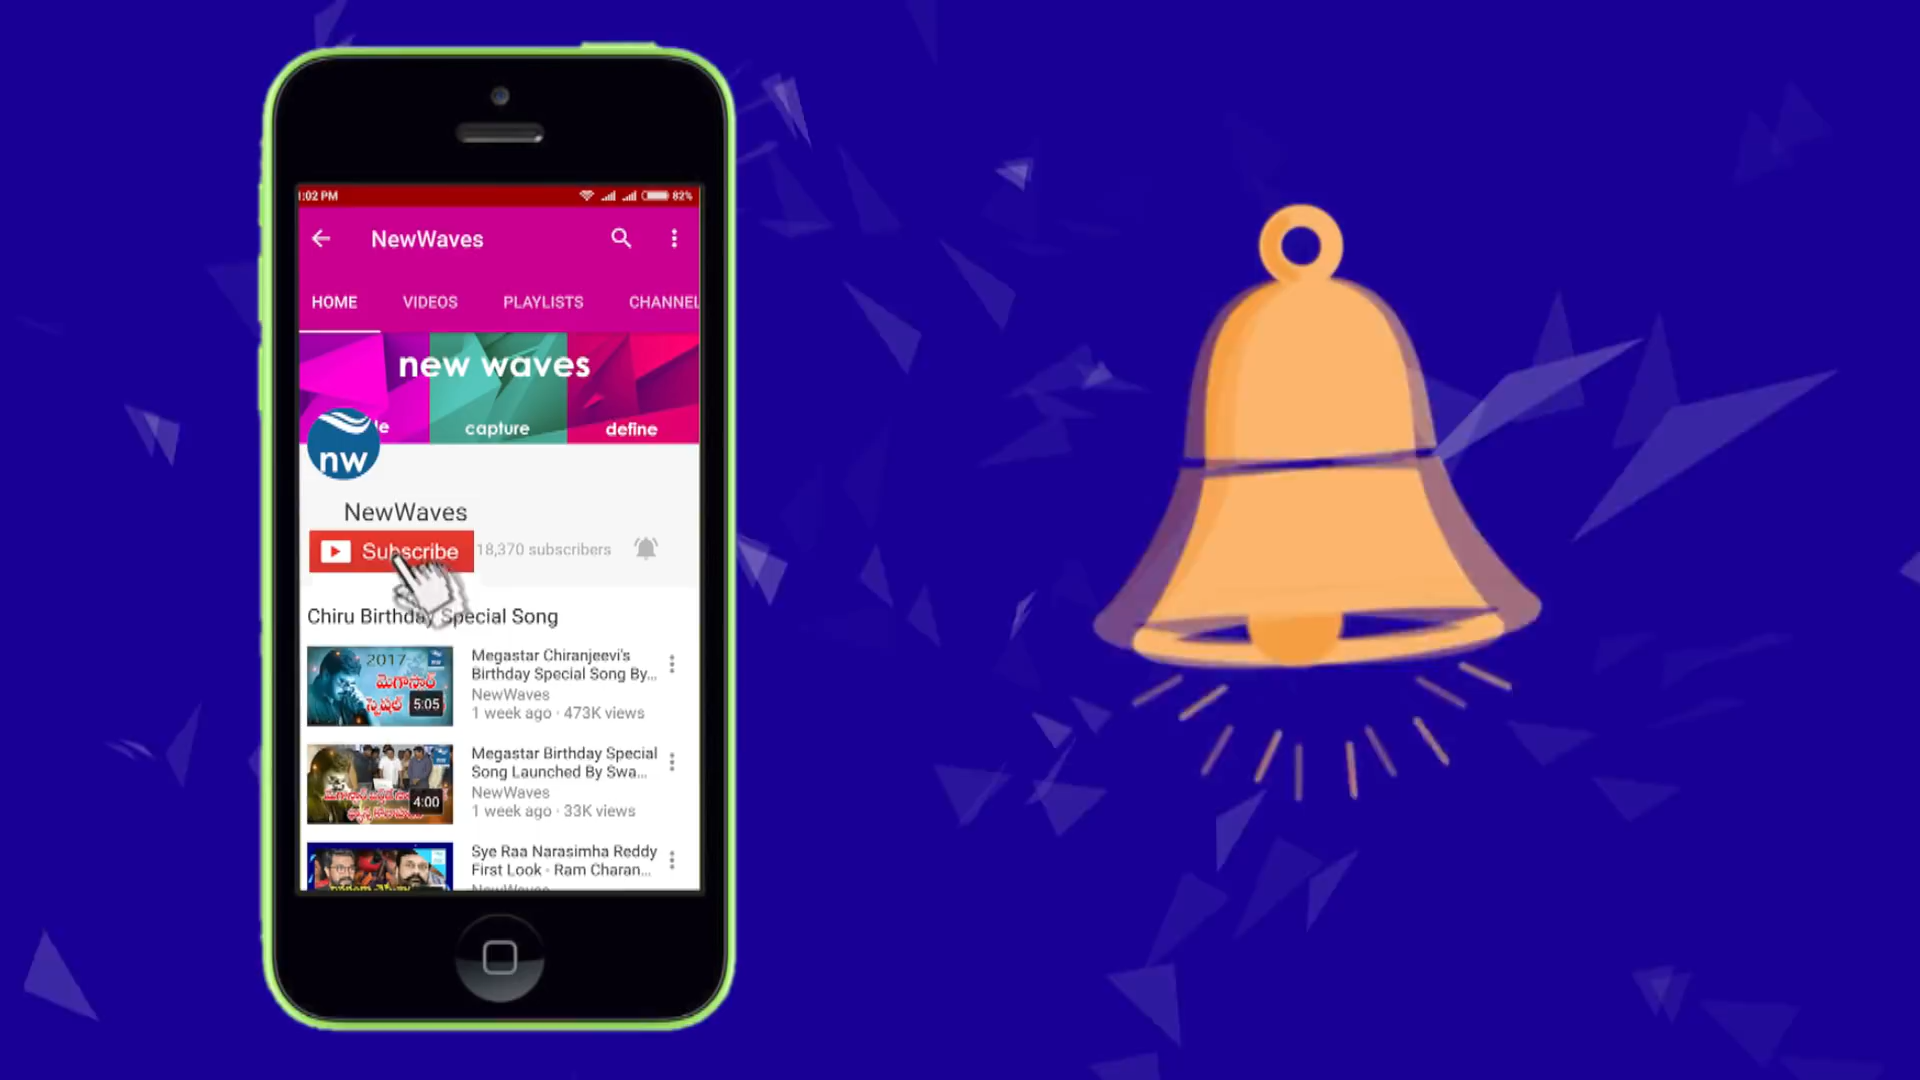 1:02 PM
82%
NewWaves
HOME VIDEOS PLAYLISTS CHANNEL
new waves
capture define
nw
NewWaves
Subscribe 18,370 subscribers
Chiru Birthday Special Song
2017
మెగాస్టార్
స్పెషల్
5:05
Megastar Chiranjeevi's
Birthday Special Song By...
NewWaves
1 week ago · 473K views
4:00
Megastar Birthday Special
Song Launched By Swa...
NewWaves
1 week ago · 33K views
Sye Raa Narasimha Reddy
First Look - Ram Charan...
NewWaves